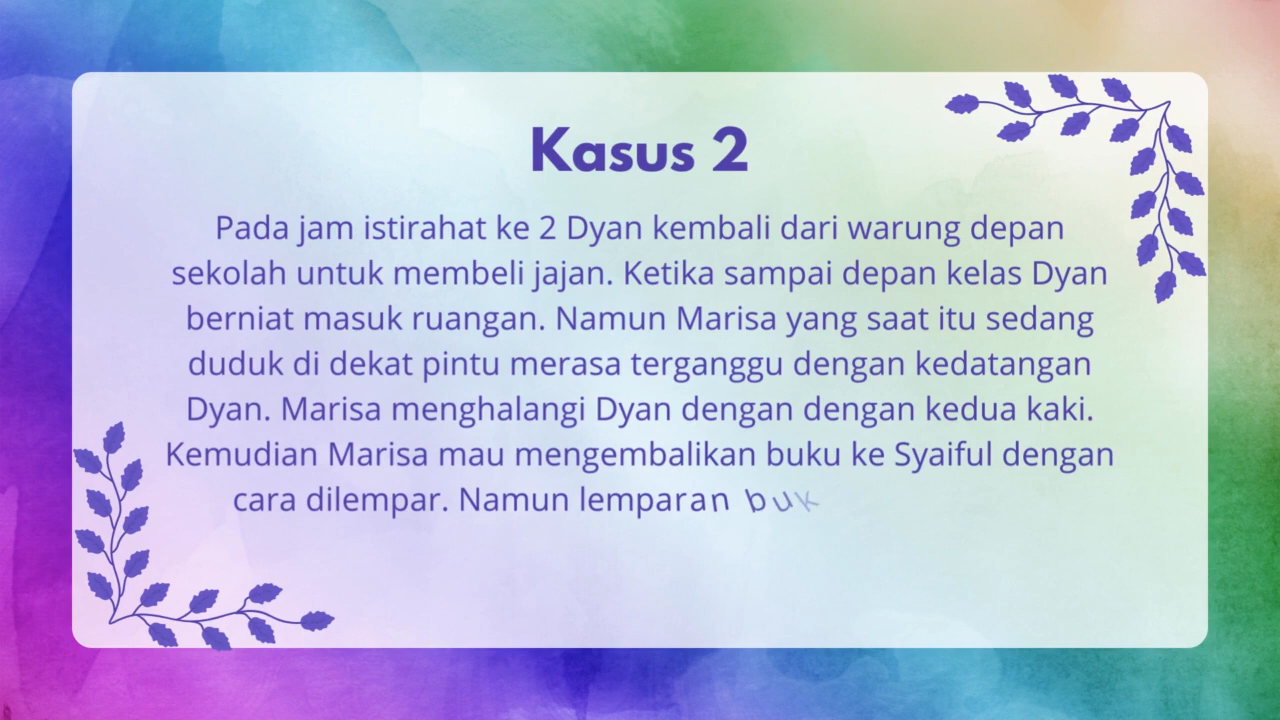 Kasus 2
Pada jam istirahat ke 2 Dyan kembali dari warung depan
sekolah untuk membeli jajan. Ketika sampai depan kelas Dyan
berniat masuk ruangan. Namun Marisa yang saat itu sedang
duduk di dekat pintu merasa terganggu dengan kedatangan
Dyan. Marisa menghalangi Dyan dengan dengan kedua kaki.
Kemudian Marisa mau mengembalikan buku ke Syaiful dengan
cara dilempar. Namun lemparan buk